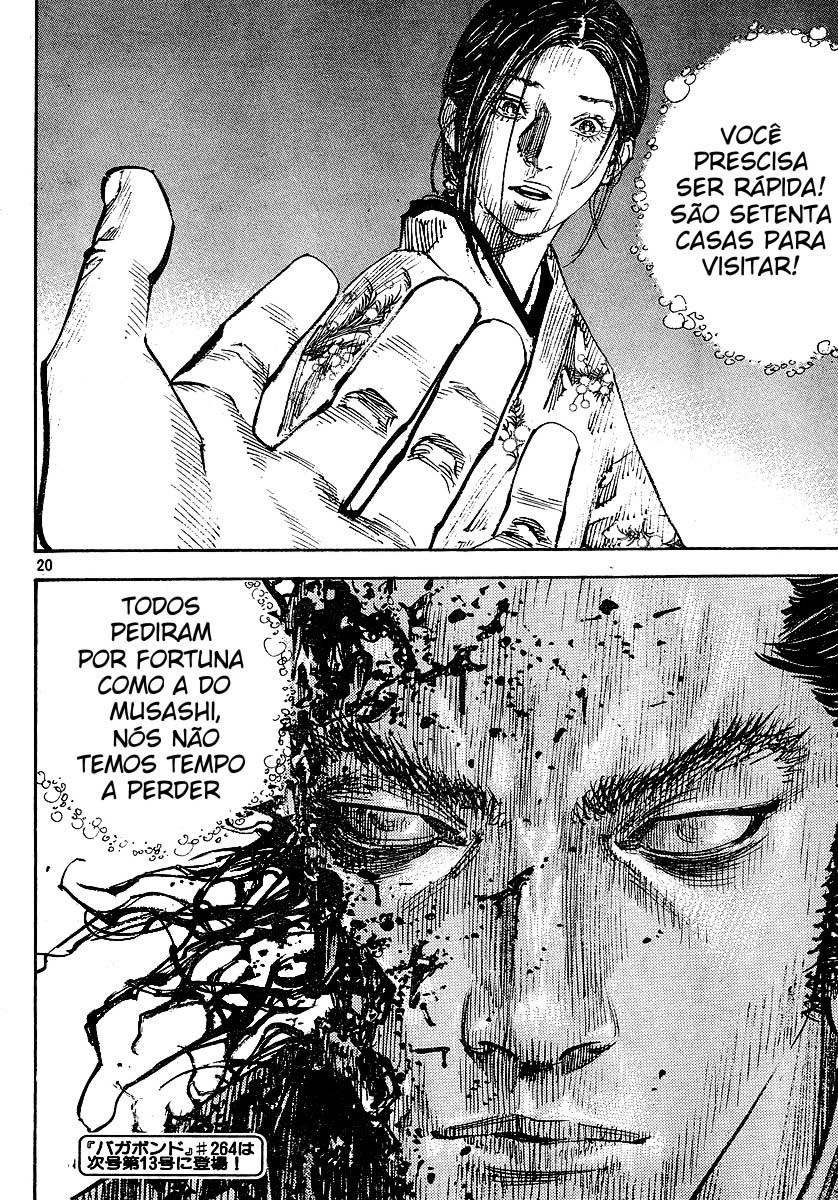 VOCÊ
PRESCISA
SER RÁPIDA!
SÃO SETENTA
CASAS PARA
VISITAR!
20
TODOS
PEDIRAM
POR FORTUNA
COMO A DO
MUSASHI,
NÓS NÃO
TEMOS TEMPO
A PERDER
『バガボンド』#264は
次号第13号に登場!